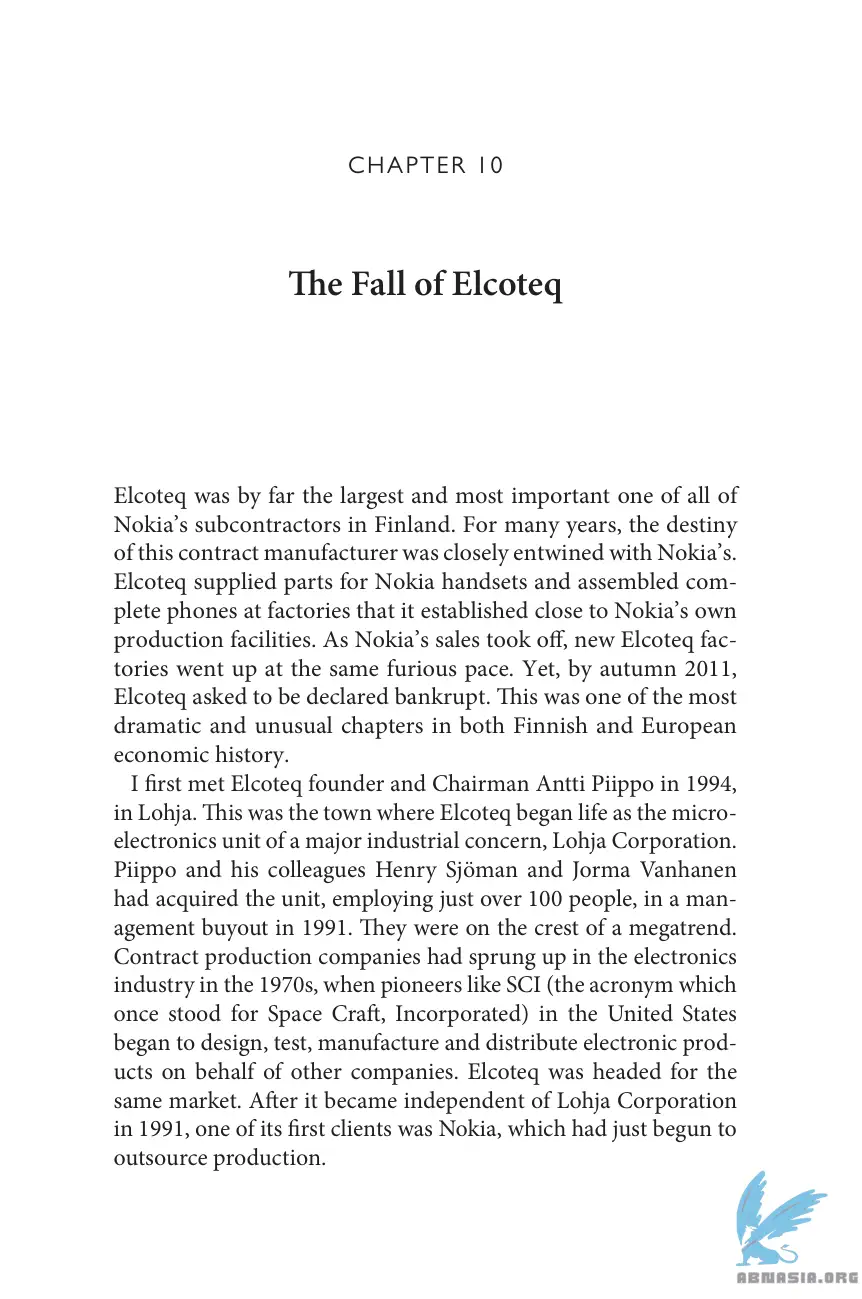 CHAPTER 10
The Fall of Elcoteq
Elcoteq was by far the largest and most important one of all of
Nokia’s subcontractors in Finland. For many years, the destiny
of this contract manufacturer was closely entwined with Nokia’s.
Elcoteq supplied parts for Nokia handsets and assembled com-
plete phones at factories that it established close to Nokia’s own
production facilities. As Nokia’s sales took off, new Elcoteq fac-
tories went up at the same furious pace. Yet, by autumn 2011,
Elcoteq asked to be declared bankrupt. This was one of the most
dramatic and unusual chapters in both Finnish and European
economic history.
I first met Elcoteq founder and Chairman Antti Piippo in 1994,
in Lohja. This was the town where Elcoteq began life as the micro-
electronics unit of a major industrial concern, Lohja Corporation.
Piippo and his colleagues Henry Sjöman and Jorma Vanhanen
had acquired the unit, employing just over 100 people, in a man-
agement buyout in 1991. They were on the crest of a megatrend.
Contract production companies had sprung up in the electronics
industry in the 1970s, when pioneers like SCI (the acronym which
once stood for Space Craft, Incorporated) in the United States
began to design, test, manufacture and distribute electronic prod-
ucts on behalf of other companies. Elcoteq was headed for the
same market. After it became independent of Lohja Corporation
in 1991, one of its first clients was Nokia, which had just begun to
outsource production.
ABNASIA.ORG